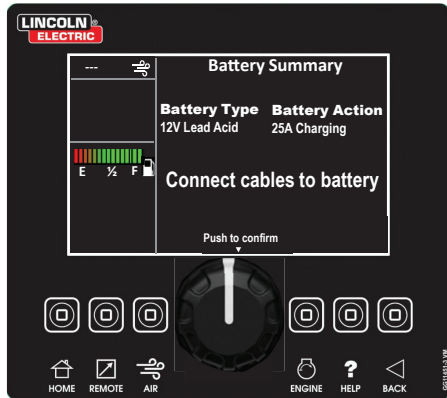 LINCOLN®
ELECTRIC
---
Battery Summary
Battery Type
Battery Action
12V Lead Acid
25A Charging
E ½ F
Connect cables to battery
Push to confirm
HOME
REMOTE
AIR
ENGINE
?
HELP
BACK